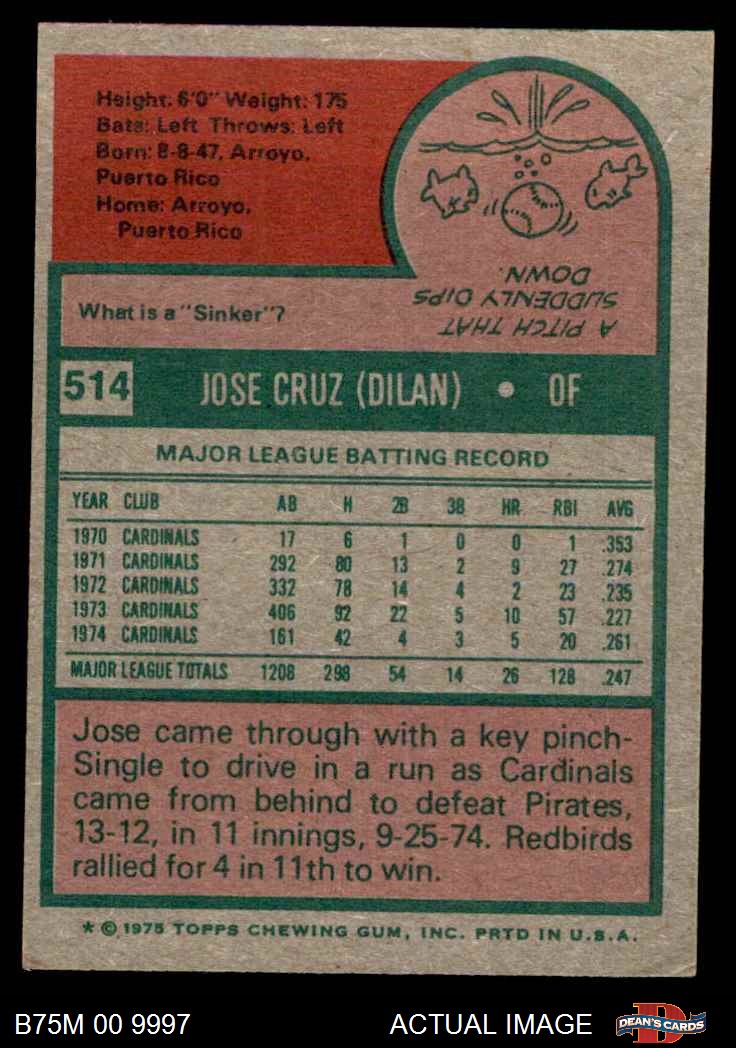 Height: 6'0" Weight: 175
Bats: Left Throws: Left
Born: 8-8-47, Arroyo,
Puerto Rico
Home: Arroyo,
Puerto Rico
What is a "Sinker"?
A PITCH THAT
SUDDENLY DIPS
DOWN.
514 JOSE CRUZ (DILAN) • OF
MAJOR LEAGUE BATTING RECORD
YEAR CLUB AB H 2B 3B HR RBI AVG
1970 CARDINALS 17 6 1 0 0 1 .353
1971 CARDINALS 292 80 13 2 9 27 .274
1972 CARDINALS 332 78 14 4 2 23 .235
1973 CARDINALS 406 92 22 5 10 57 .227
1974 CARDINALS 161 42 4 3 5 20 .261
MAJOR LEAGUE TOTALS 1208 298 54 14 26 128 .247
Jose came through with a key pinch-
Single to drive in a run as Cardinals
came from behind to defeat Pirates,
13-12, in 11 innings, 9-25-74. Redbirds
rallied for 4 in 11th to win.
* © 1975 TOPPS CHEWING GUM, INC. PRTD IN U.S.A.
B75M 00 9997 ACTUAL IMAGE D DEAN'S CARDS